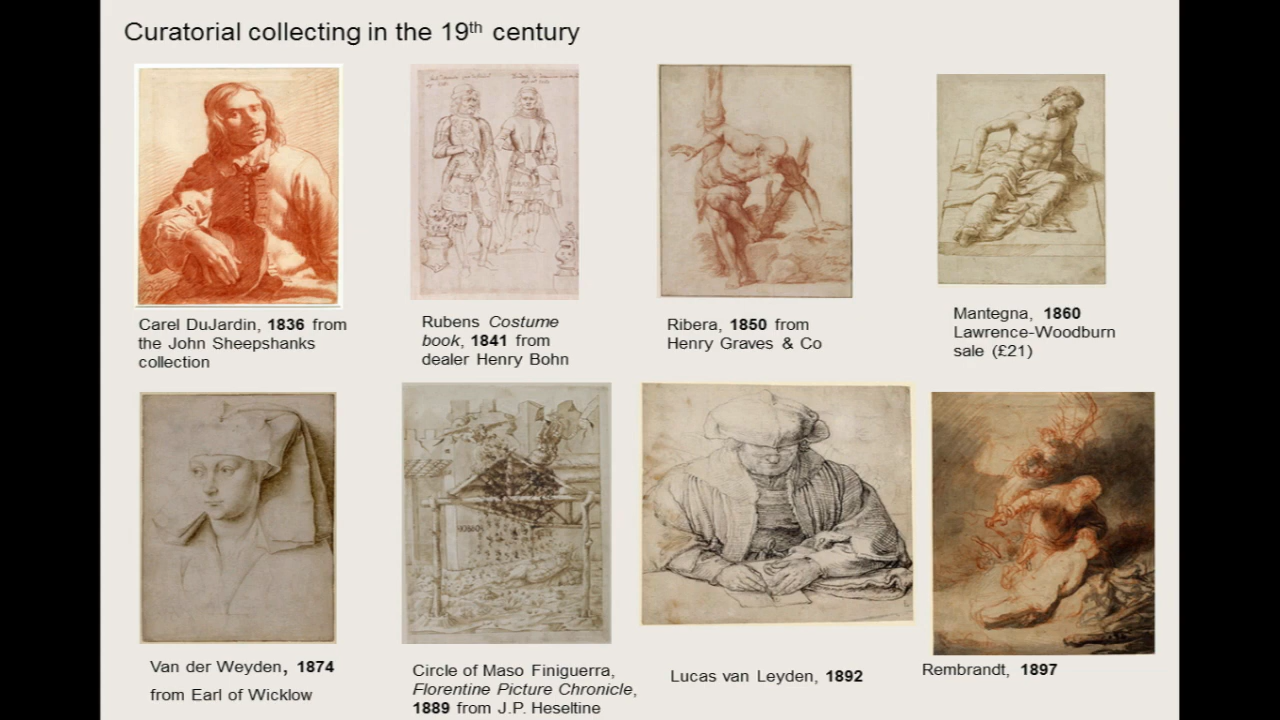 Curatorial collecting in the 19th century
Carel DuJardin, 1836 from
the John Sheepshanks
collection
Rubens Costume
book, 1841 from
dealer Henry Bohn
Ribera, 1850 from
Henry Graves & Co
Mantegna, 1860
Lawrence-Woodburn
sale (£21)
Van der Weyden, 1874
from Earl of Wicklow
Circle of Maso Finiguerra,
Florentine Picture Chronicle,
1889 from J.P. Heseltine
Lucas van Leyden, 1892
Rembrandt, 1897